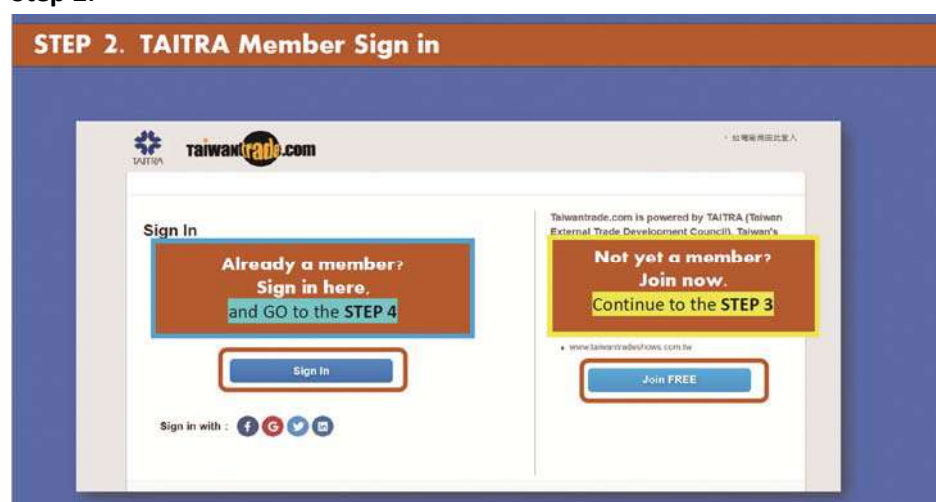 STEP 2. TAITRA Member Sign in
TAITRA
Taiwantrade.com
Sign In
Already a member?
Sign in here,
and GO to the STEP 4
Sign In
Sign in with :
Taiwantrade.com is powered by TAITRA (Taiwan
External Trade Development Council), Taiwan's
Not yet a member?
Join now.
Continue to the STEP 3
www.taiwantradeshows.com.tw
Join FREE